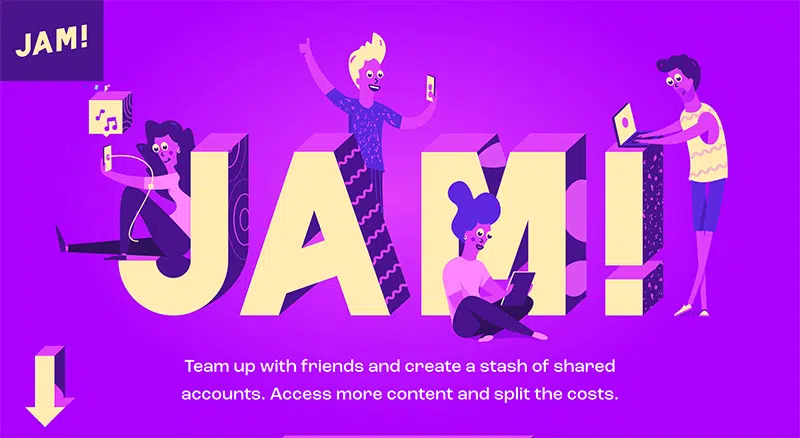 JAM!
JAM!
Team up with friends and create a stash of shared
accounts. Access more content and split the costs.